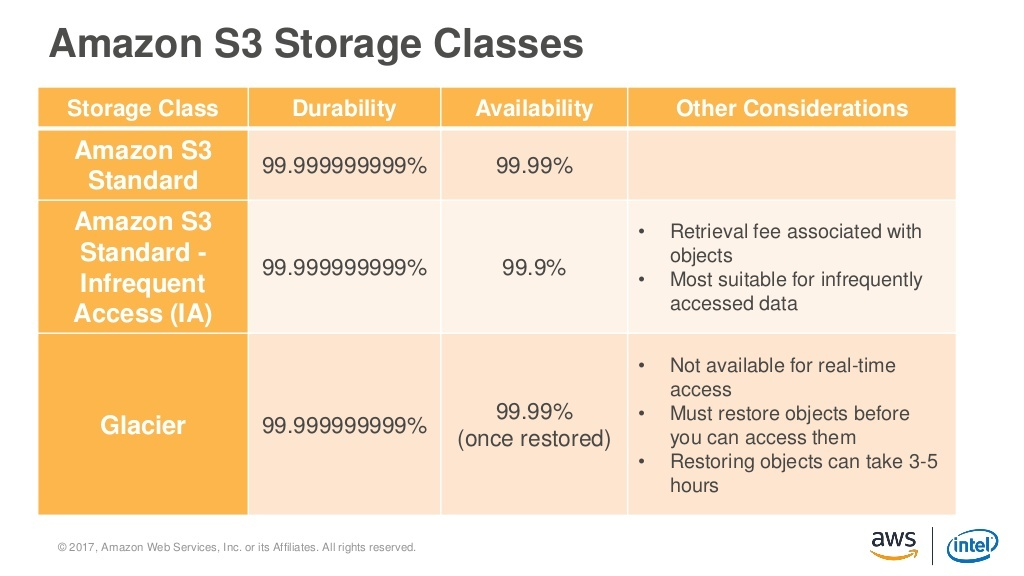 Amazon S3 Storage Classes
Storage Class
Durability
Availability
Other Considerations
Amazon S3
Standard
99.999999999%
99.99%
Amazon S3
Standard -
Infrequent
Access (IA)
99.999999999%
99.9%
• Retrieval fee associated with
objects
• Most suitable for infrequently
accessed data
Glacier
99.999999999%
99.99%
(once restored)
• Not available for real-time
access
• Must restore objects before
you can access them
• Restoring objects can take 3-5
hours
© 2017, Amazon Web Services, Inc. or its Affiliates. All rights reserved.
aws
intel